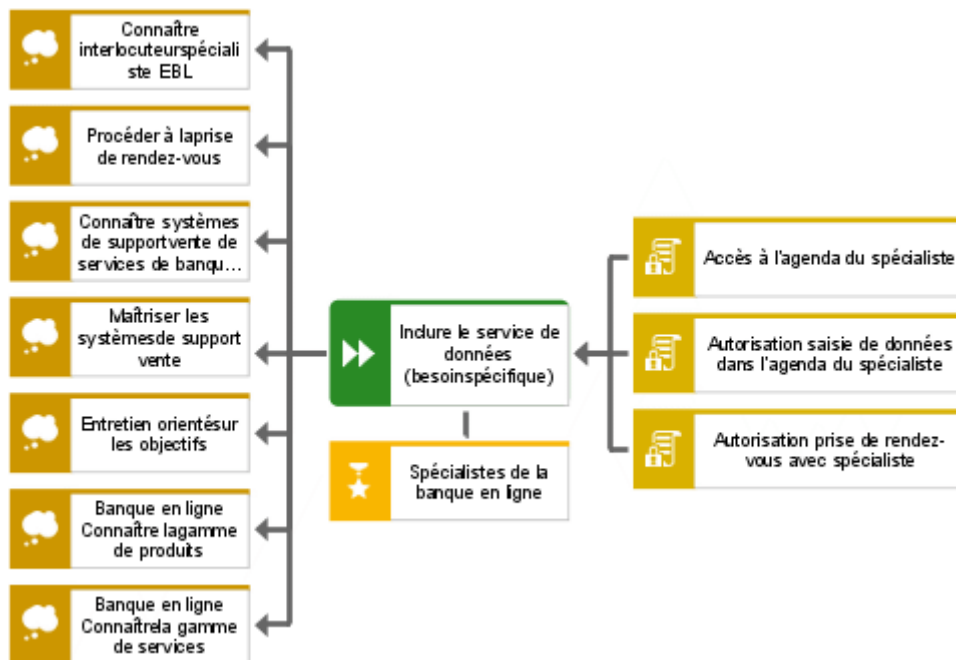 Connaître
interlocuteurspéciali
ste EBL
Procéder à laprise
de rendez-vous
Connaître systèmes
de supportvente de
services de banqu...
Maîtriser les
systèmesde support
vente
Entretien orientésur
les objectifs
Banque en ligne
Connaître lagamme
de produits
Banque en ligne
Connaîtrela gamme
de services
Inclure le service de
données
(besoinspécifique)
Spécialistes de la
banque en ligne
Accès à l'agenda du spécialiste
Autorisation saisie de données
dans l'agenda du spécialiste
Autorisation prise de rendez-
vous avec spécialiste